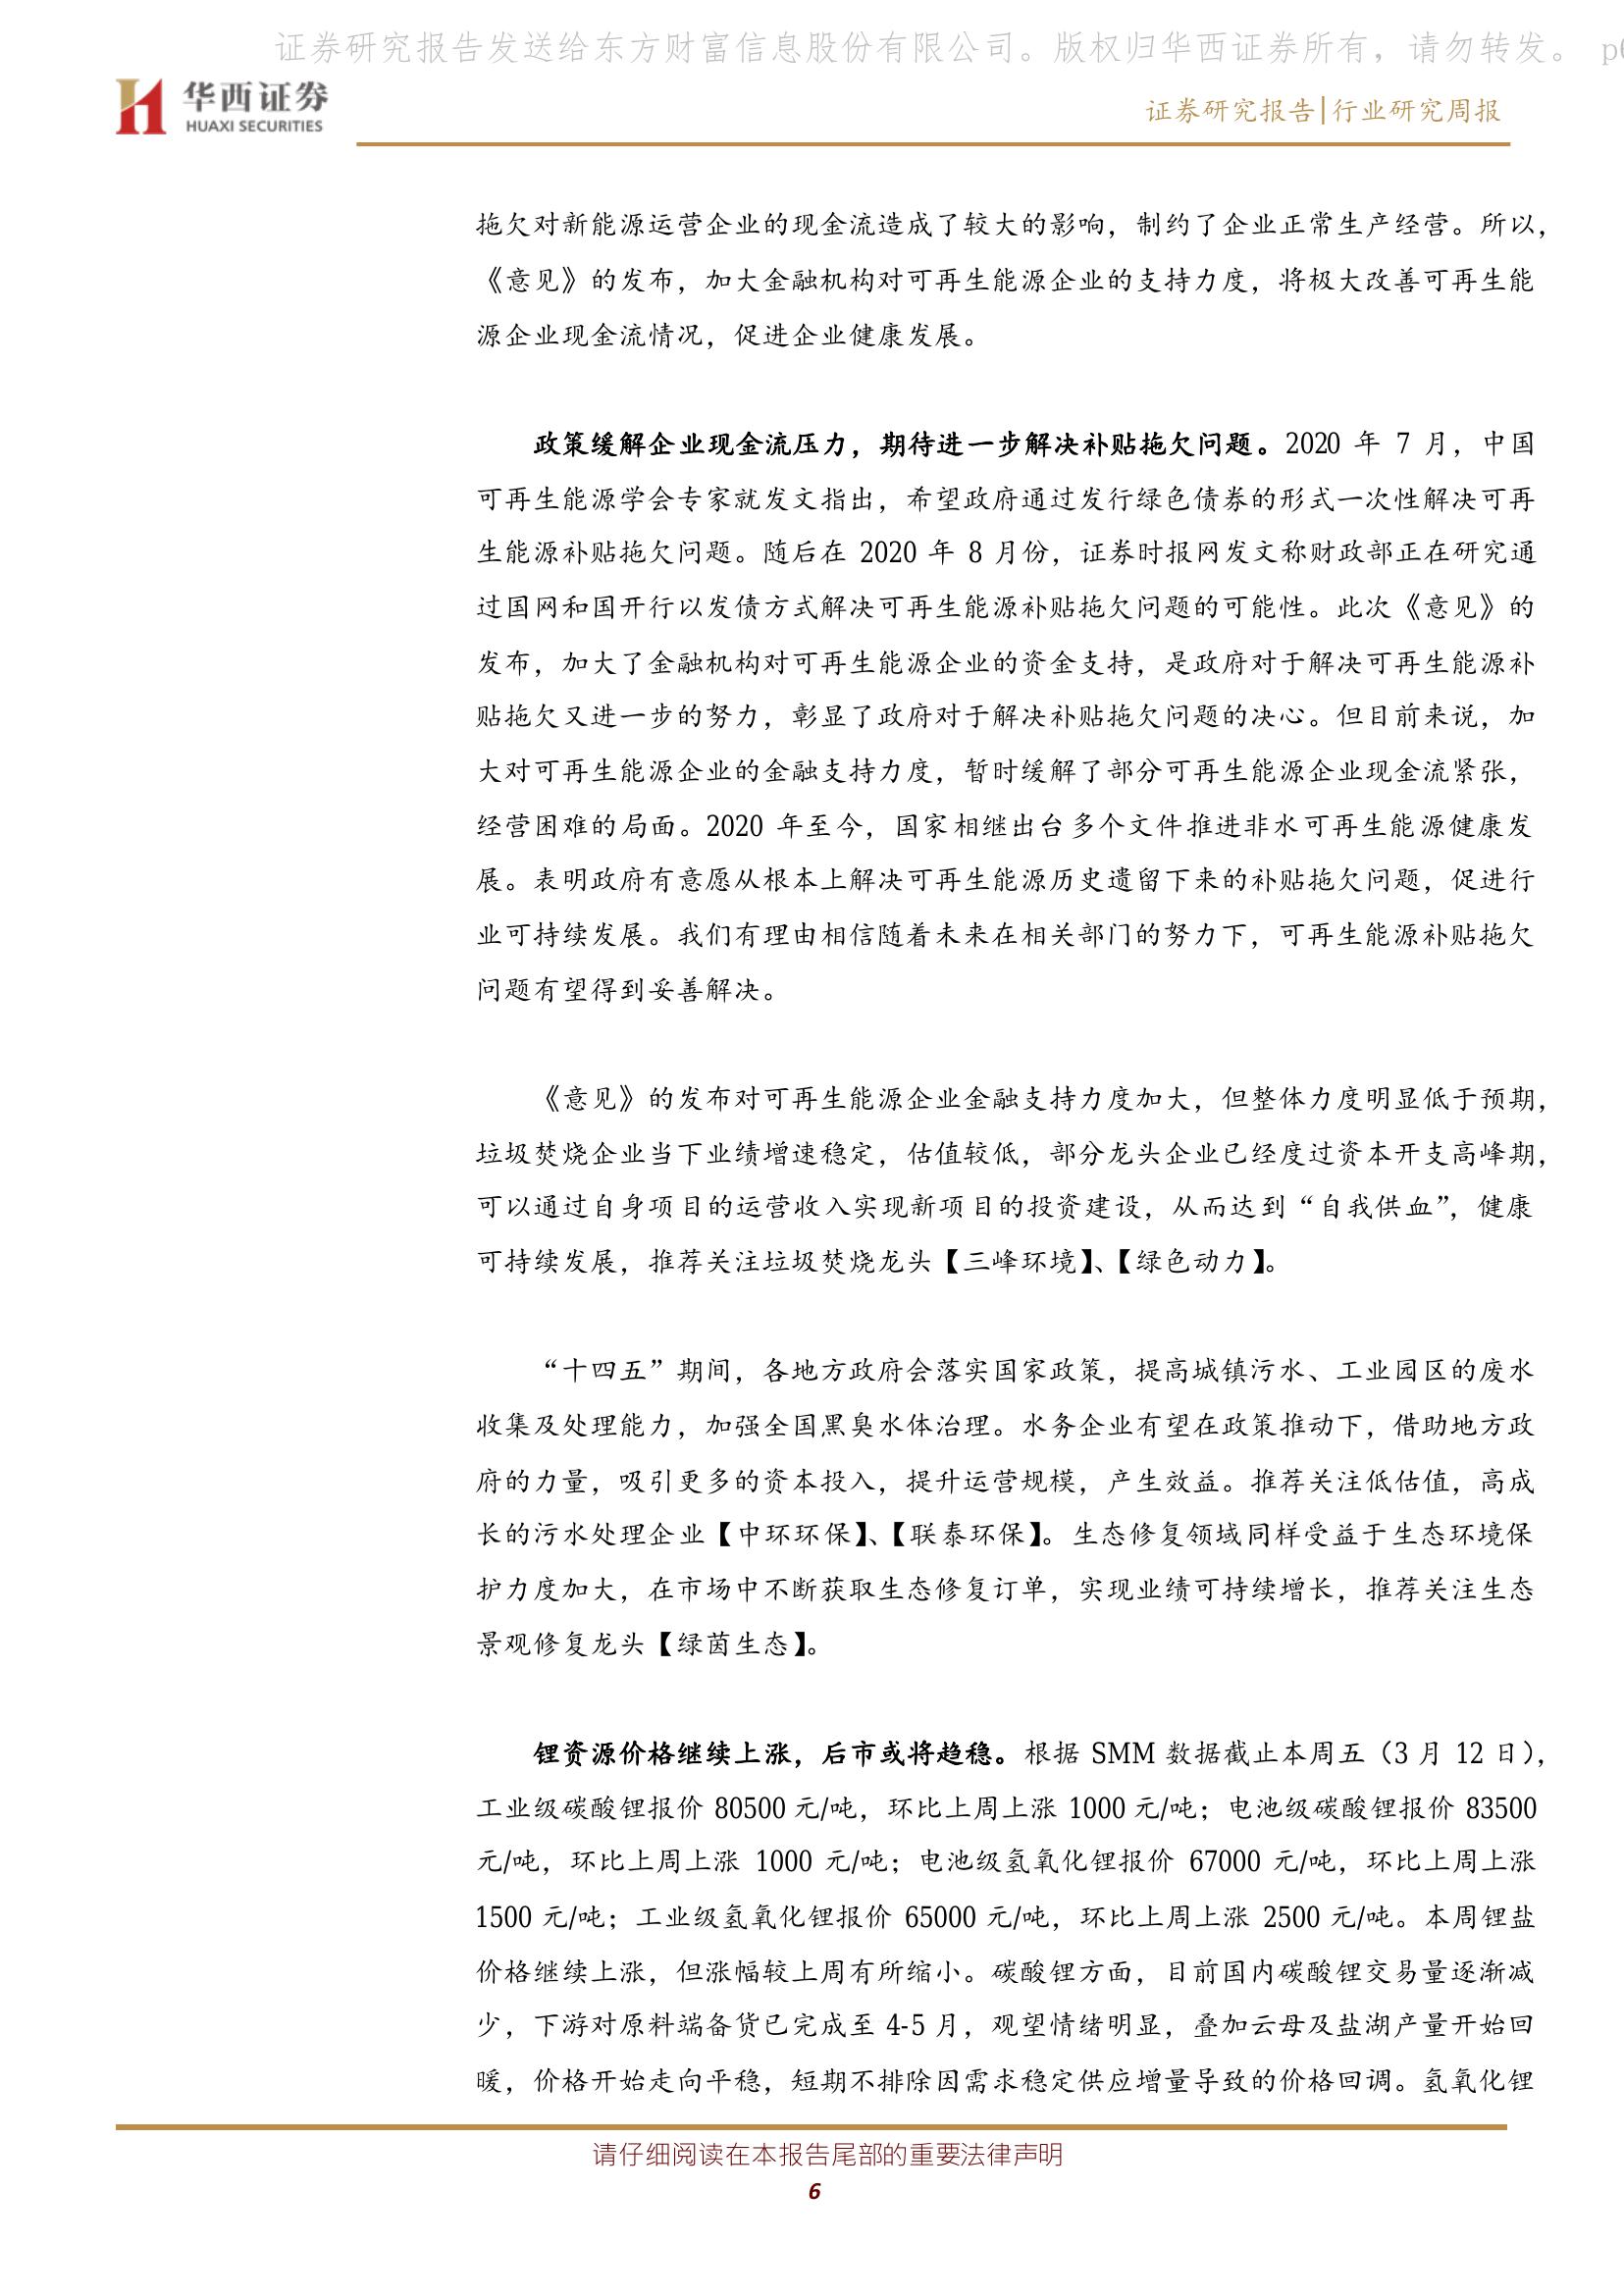 证券研究报告发送给东方财富信息股份有限公司。版权归华西证券所有，请勿转发。 p6
华西证券
HUAXI SECURITIES
证券研究报告|行业研究周报
拖欠对新能源运营企业的现金流造成了较大的影响，制约了企业正常生产经营。所以，
《意见》的发布，加大金融机构对可再生能源企业的支持力度，将极大改善可再生能
源企业现金流情况，促进企业健康发展。
政策缓解企业现金流压力，期待进一步解决补贴拖欠问题。2020 年 7 月，中国
可再生能源学会专家就发文指出，希望政府通过发行绿色债券的形式一次性解决可再
生能源补贴拖欠问题。随后在 2020 年 8 月份，证券时报网发文称财政部正在研究通
过国网和国开行以发债方式解决可再生能源补贴拖欠问题的可能性。此次《意见》的
发布，加大了金融机构对可再生能源企业的资金支持，是政府对于解决可再生能源补
贴拖欠又进一步的努力，彰显了政府对于解决补贴拖欠问题的决心。但目前来说，加
大对可再生能源企业的金融支持力度，暂时缓解了部分可再生能源企业现金流紧张，
经营困难的局面。2020 年至今，国家相继出台多个文件推进非水可再生能源健康发
展。表明政府有意愿从根本上解决可再生能源历史遗留下来的补贴拖欠问题，促进行
业可持续发展。我们有理由相信随着未来在相关部门的努力下，可再生能源补贴拖欠
问题有望得到妥善解决。
《意见》的发布对可再生能源企业金融支持力度加大，但整体力度明显低于预期，
垃圾焚烧企业当下业绩增速稳定，估值较低，部分龙头企业已经度过资本开支高峰期，
可以通过自身项目的运营收入实现新项目的投资建设，从而达到“自我供血”，健康
可持续发展，推荐关注垃圾焚烧龙头【三峰环境】、【绿色动力】。
“十四五”期间，各地方政府会落实国家政策，提高城镇污水、工业园区的废水
收集及处理能力，加强全国黑臭水体治理。水务企业有望在政策推动下，借助地方政
府的力量，吸引更多的资本投入，提升运营规模，产生效益。推荐关注低估值，高成
长的污水处理企业【中环环保】、【联泰环保】。生态修复领域同样受益于生态环境保
护力度加大，在市场中不断获取生态修复订单，实现业绩可持续增长，推荐关注生态
景观修复龙头【绿茵生态】。
锂资源价格继续上涨，后市或将趋稳。根据 SMM 数据截止本周五（3 月 12 日），
工业级碳酸锂报价 80500 元/吨，环比上周上涨 1000 元/吨；电池级碳酸锂报价 83500
元/吨，环比上周上涨 1000 元/吨；电池级氢氧化锂报价 67000 元/吨，环比上周上涨
1500 元/吨；工业级氢氧化锂报价 65000 元/吨，环比上周上涨 2500 元/吨。本周锂盐
价格继续上涨，但涨幅较上周有所缩小。碳酸锂方面，目前国内碳酸锂交易量逐渐减
少，下游对原料端备货已完成至 4-5 月，观望情绪明显，叠加云母及盐湖产量开始回
暖，价格开始走向平稳，短期不排除因需求稳定供应增量导致的价格回调。氢氧化锂
请仔细阅读在本报告尾部的重要法律声明
6